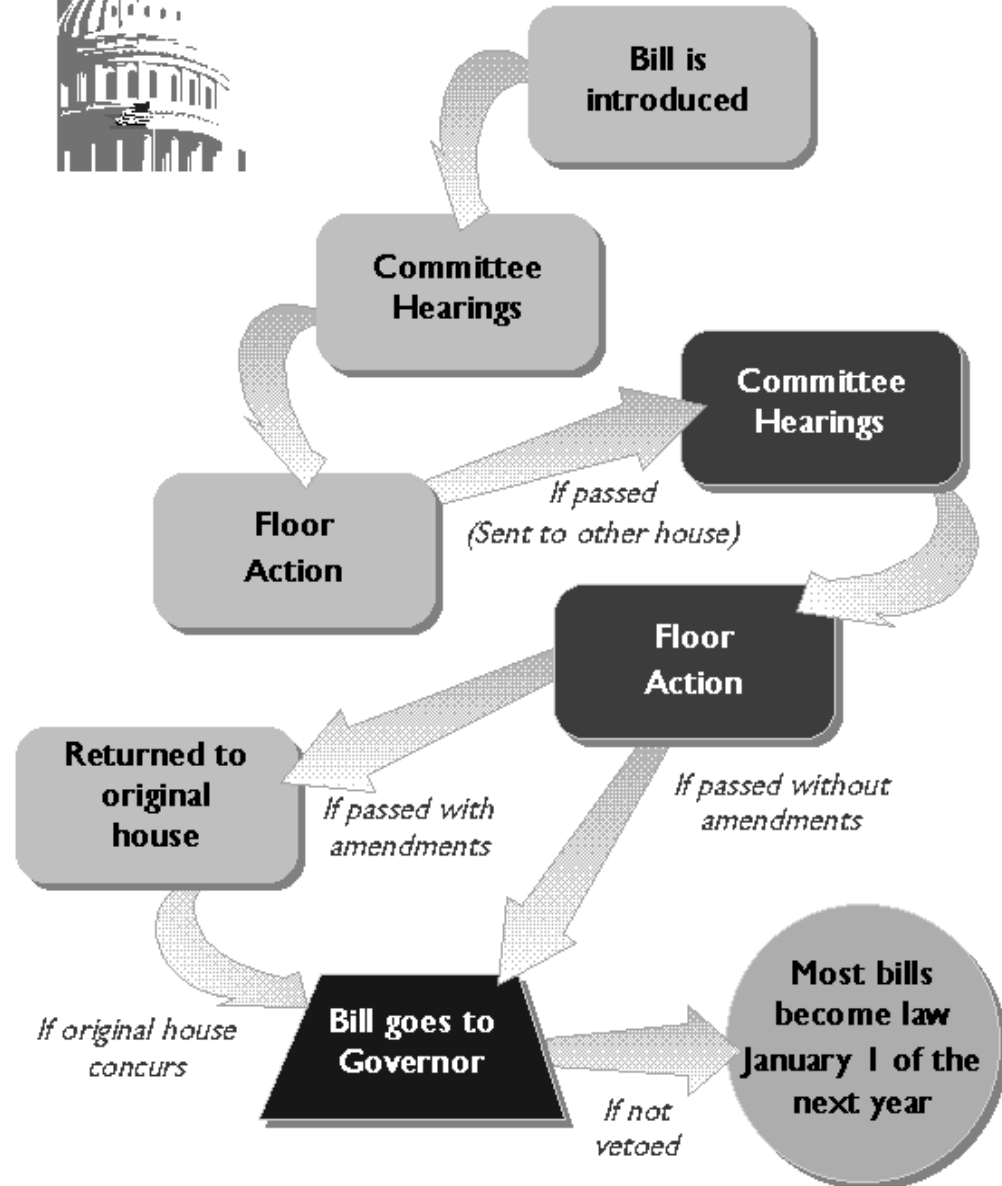 Bill is
introduced
Committee
Hearings
Committee
Hearings
If passed
(Sent to other house)
Floor
Action
Floor
Action
Returned to
original
house
If passed with
amendments
If passed without
amendments
If original house
concurs
Bill goes to
Governor
If not
vetoed
Most bills
become law
January 1 of the
next year